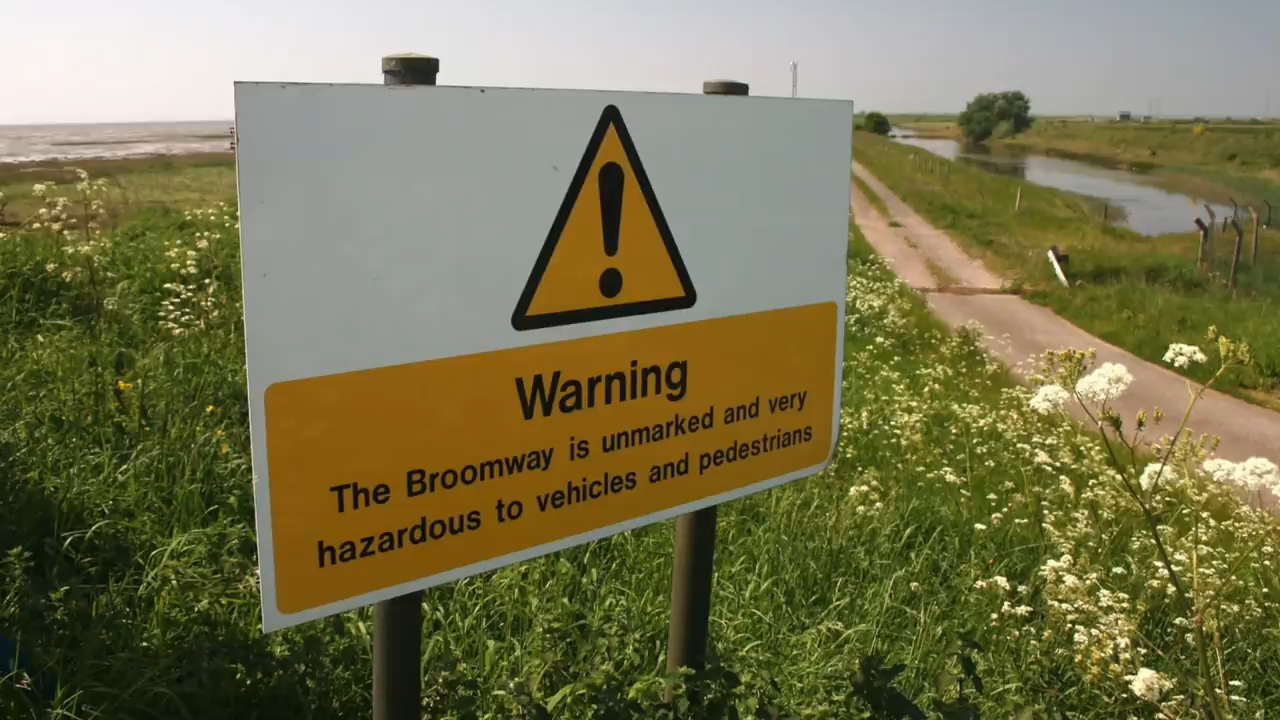 Warning
The Broomway is unmarked and very
hazardous to vehicles and pedestrians